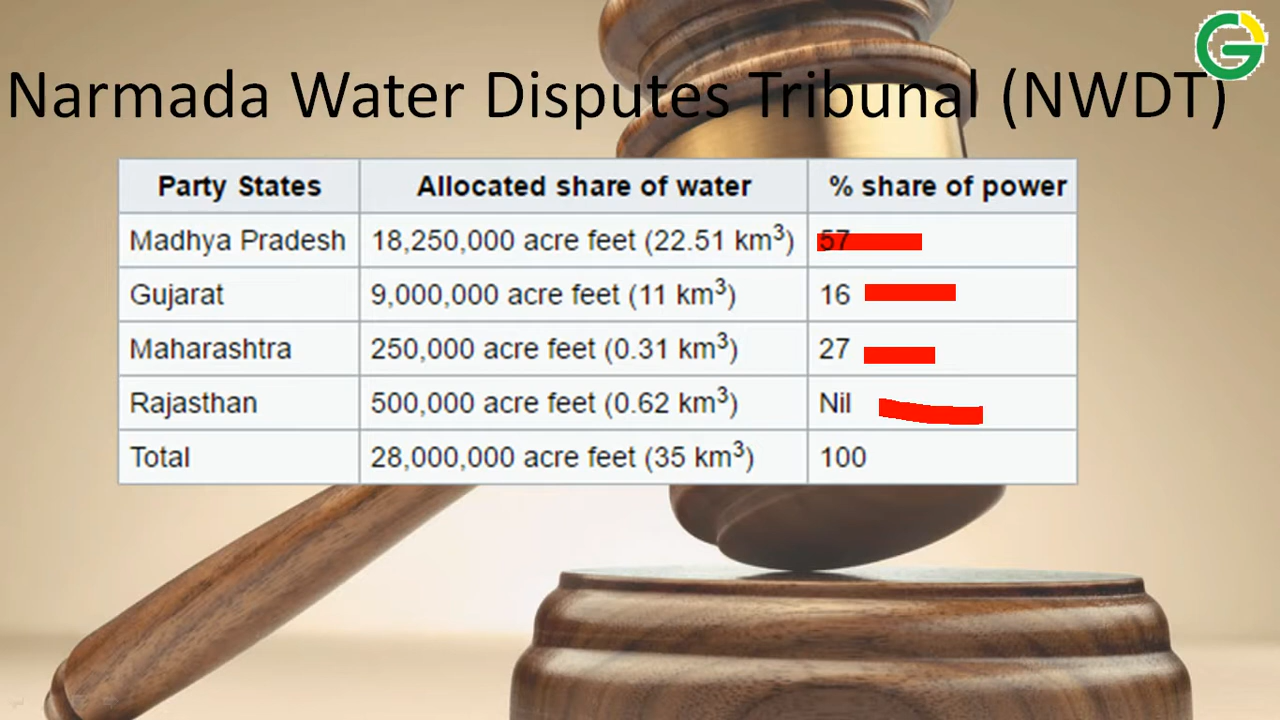 Narmada Water Disputes Tribunal (NWDT)
Party States Allocated share of water % share of power
Madhya Pradesh 18,250,000 acre feet (22.51 km³) 57
Gujarat 9,000,000 acre feet (11 km³) 16
Maharashtra 250,000 acre feet (0.31 km³) 27
Rajasthan 500,000 acre feet (0.62 km³) Nil
Total 28,000,000 acre feet (35 km³) 100